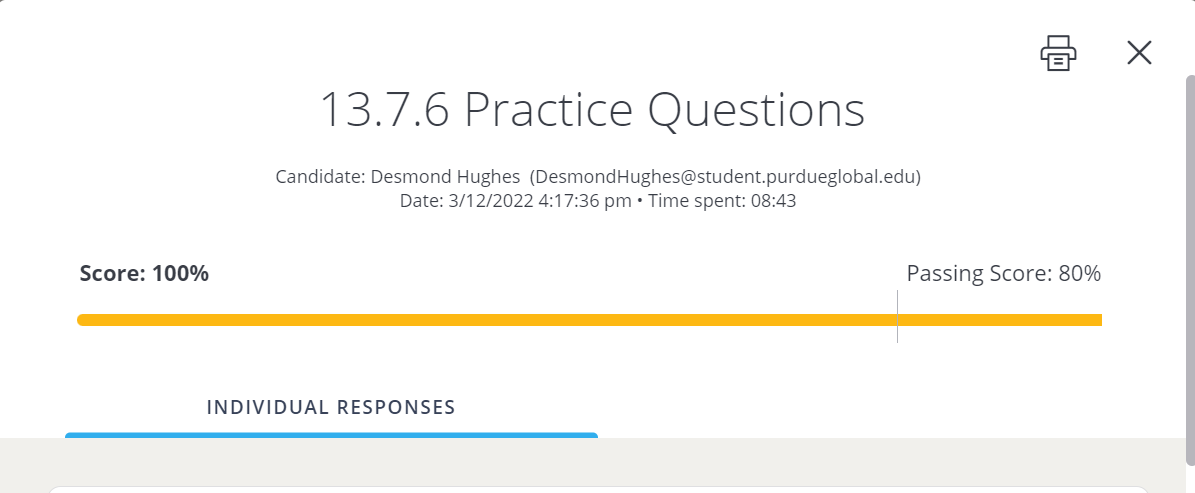 13.7.6 Practice Questions
Candidate: Desmond Hughes (DesmondHughes@student.purdueglobal.edu)
Date: 3/12/2022 4:17:36 pm • Time spent: 08:43
Score: 100%
Passing Score: 80%
INDIVIDUAL RESPONSES